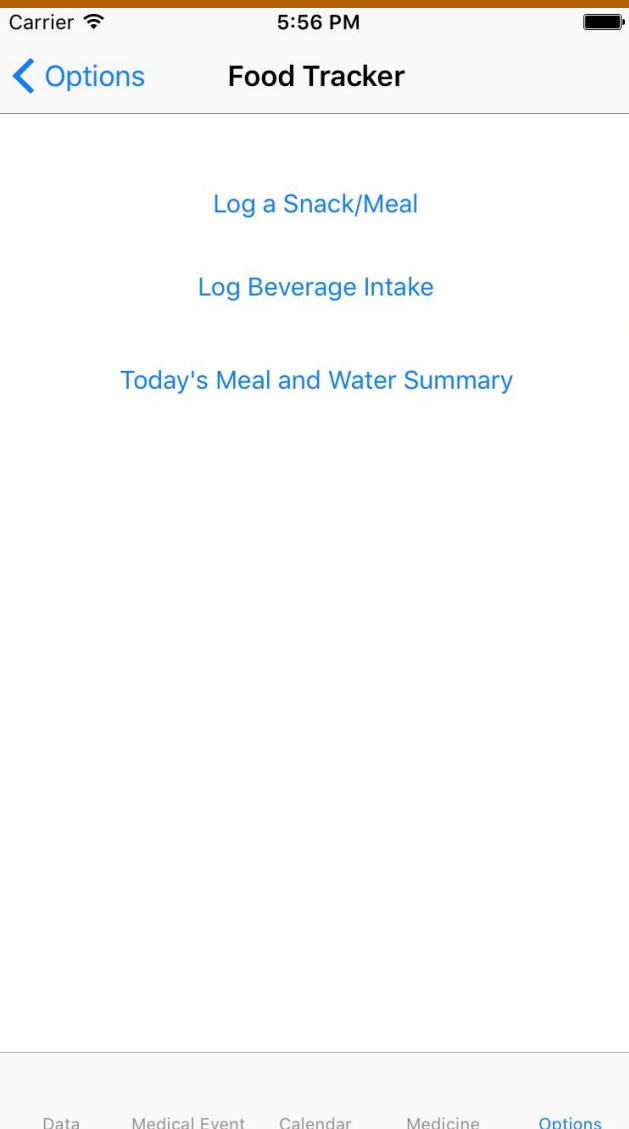 Carrier 5:56 PM
Options Food Tracker
Log a Snack/Meal
Log Beverage Intake
Today's Meal and Water Summary
Data Medical Event Calendar Medicine Options